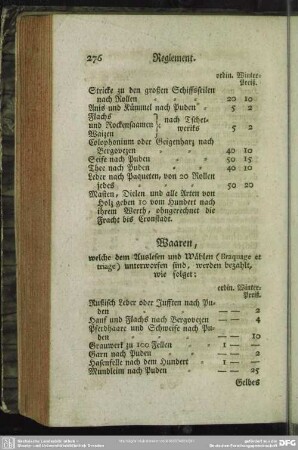 276 Reglement.
ordin. Winter-
Preiß.
Stricke zu den grossen Schiffsseilen
nach Rollen 20 10
Anis und Kümmel nach Puden 5 2
Flachs
und Rockensaamen nach Tschet-
Waizen weriks 5 2
Colophonium oder Geigenharz nach
Bergovezen 40 10
Seife nach Puden 50 15
Thee nach Puden 40 10
Leder nach Paqueten, von 20 Rollen
jedes 50 20
Masten, Dielen und alle Arten von
Holz geben 10 vom Hundert nach
ihrem Werth, ohngerechnet die
Fracht bis Cronstadt.
Waaren,
welche dem Auslesen und Wählen (Braquage et
triage) unterworfen sind, werden bezahlt,
wie folget:
ordin. Winter-
Preiß.
Rußisch Leder oder Jufften nach Pu-
den — — 2
Hanf und Flachs nach Bergovezen — — 4
Pferdhaare und Schweife nach Pu-
den — — 10
Grauwerk zu 100 Fellen 1 —
Garn nach Puden — — 2
Hasenfelle nach dem Hundert 1 —
Mundleim nach Puden — — 25
Gelbes